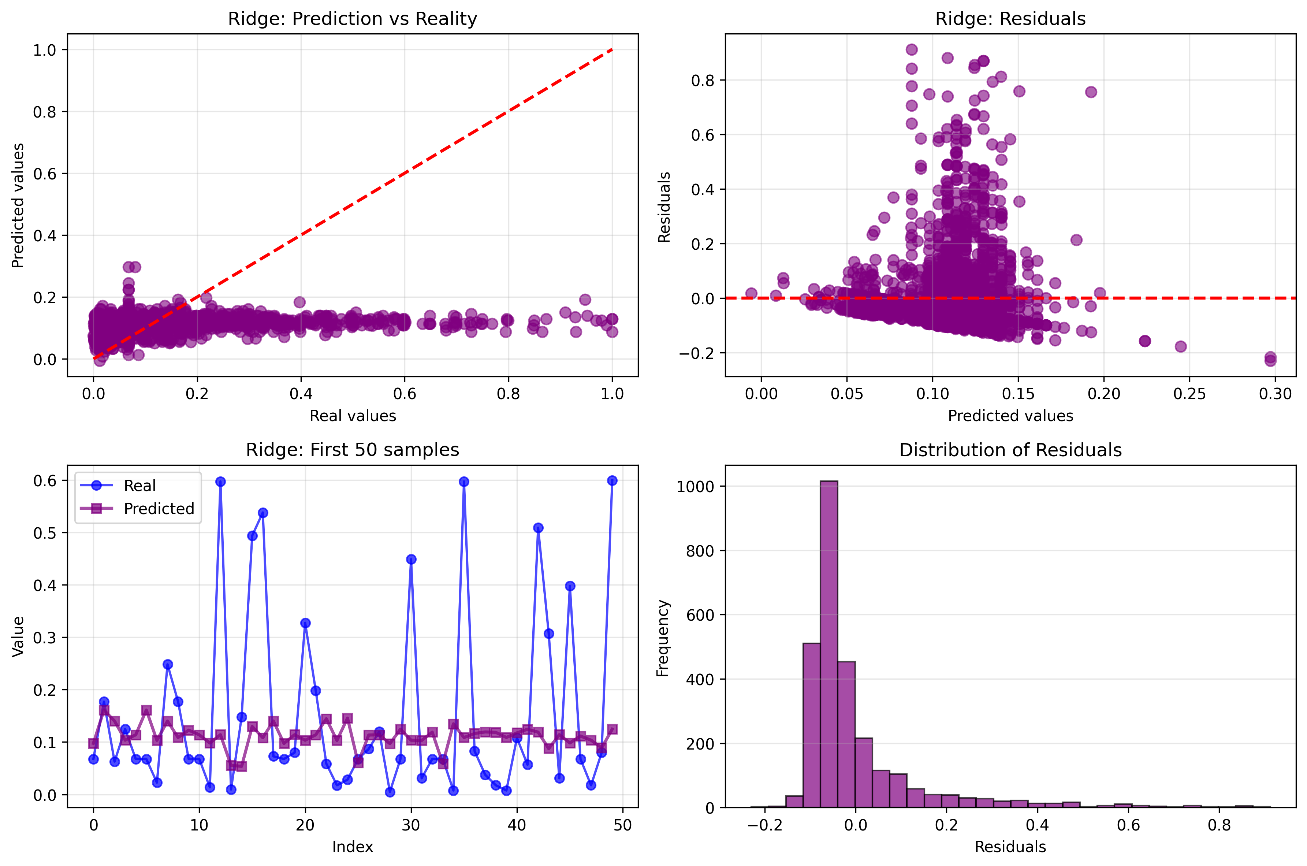 Ridge: Prediction vs Reality
1.0
0.8
0.6
0.4
0.2
0.0
Predicted values
0.0 0.2 0.4 0.6 0.8 1.0
Real values
Ridge: Residuals
0.8
0.6
0.4
0.2
0.0
−0.2
Residuals
0.00 0.05 0.10 0.15 0.20 0.25 0.30
Predicted values
Ridge: First 50 samples
Real
Predicted
0.6
0.5
0.4
0.3
0.2
0.1
0.0
Value
0 10 20 30 40 50
Index
Distribution of Residuals
1000
800
600
400
200
0
Frequency
−0.2 0.0 0.2 0.4 0.6 0.8
Residuals